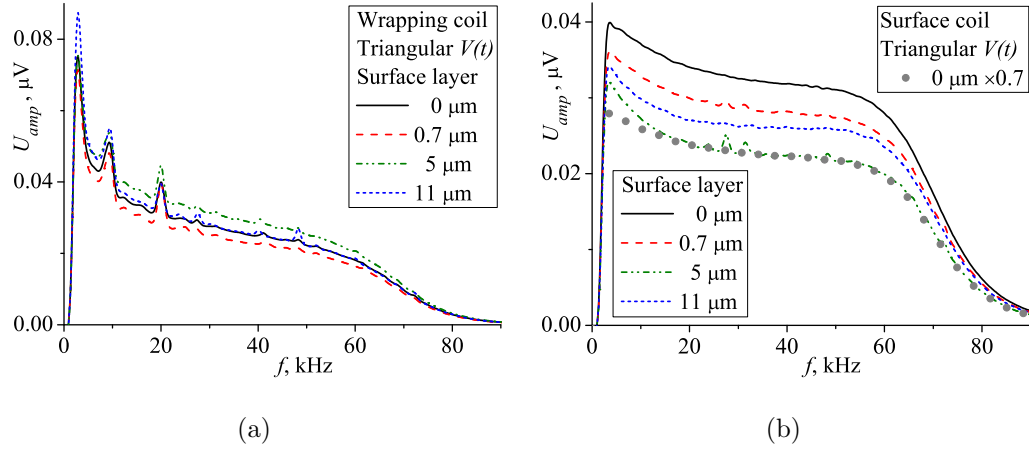 Wrapping coil
Triangular V(t)
Surface layer
0 μm
0.7 μm
5 μm
11 μm
U_amp, μV
0.08
0.04
0.00
0 20 40 60 80
f, kHz
(a)
Surface coil
Triangular V(t)
0 μm ×0.7
Surface layer
0 μm
0.7 μm
5 μm
11 μm
U_amp, μV
0.04
0.02
0.00
0 20 40 60 80
f, kHz
(b)